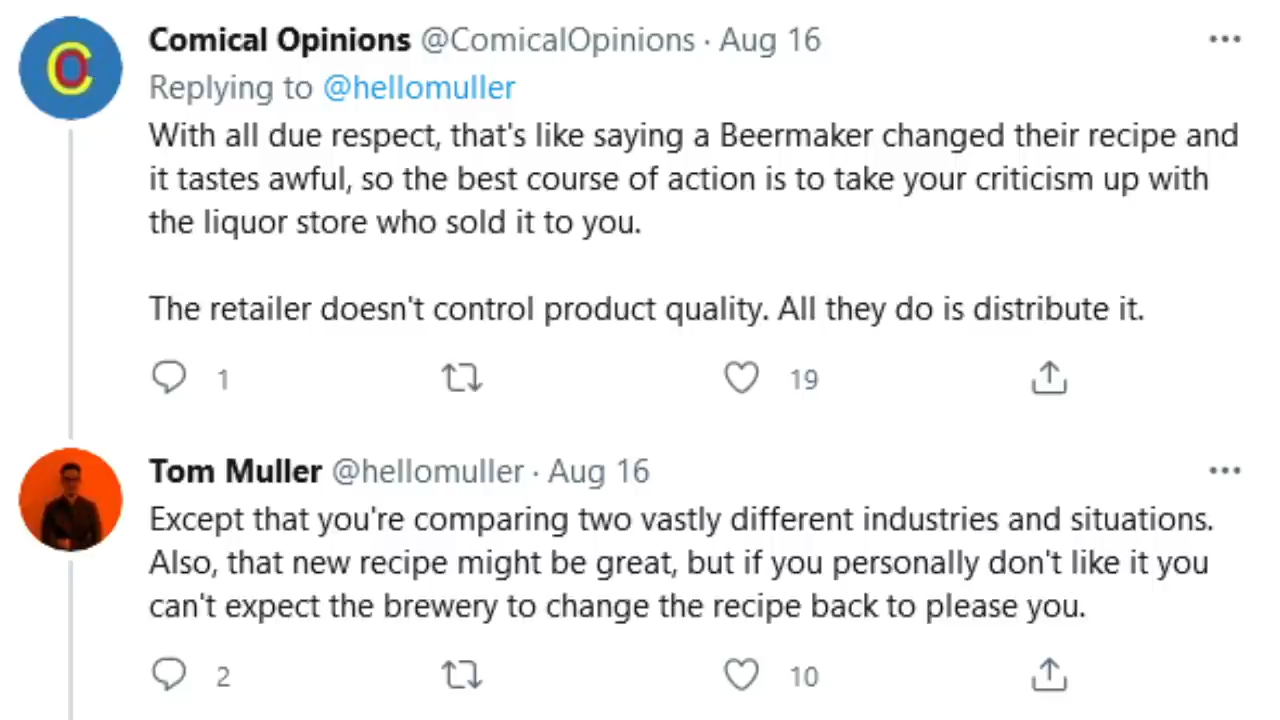 Comical Opinions @ComicalOpinions · Aug 16
Replying to @hellomuller
With all due respect, that's like saying a Beermaker changed their recipe and
it tastes awful, so the best course of action is to take your criticism up with
the liquor store who sold it to you.
The retailer doesn't control product quality. All they do is distribute it.
1 19
Tom Muller @hellomuller · Aug 16
Except that you're comparing two vastly different industries and situations.
Also, that new recipe might be great, but if you personally don't like it you
can't expect the brewery to change the recipe back to please you.
2 10